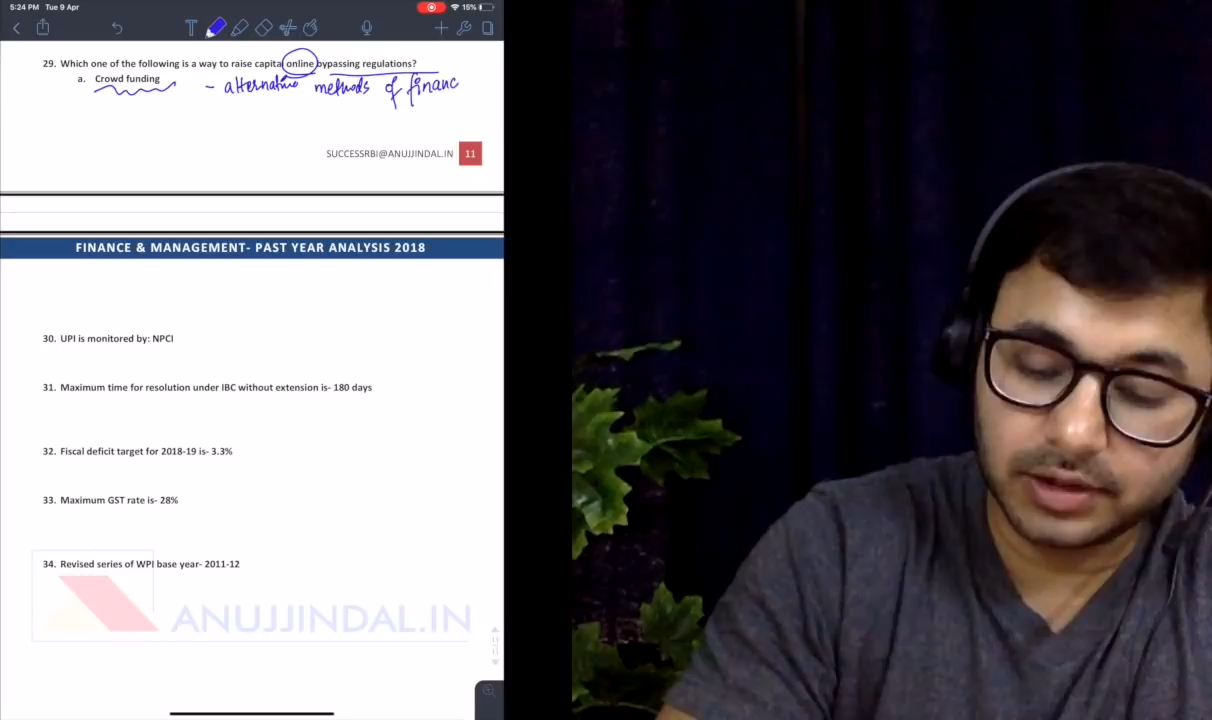 5:24 PM Tue 9 Apr
15%
29. Which one of the following is a way to raise capital online bypassing regulations?
a. Crowd funding
- alternative methods of financ
SUCCESSRBI@ANUJJINDAL.IN 11
FINANCE & MANAGEMENT- PAST YEAR ANALYSIS 2018
30. UPI is monitored by: NPCI
31. Maximum time for resolution under IBC without extension is- 180 days
32. Fiscal deficit target for 2018-19 is- 3.3%
33. Maximum GST rate is- 28%
34. Revised series of WPI base year- 2011-12
ANUJJINDAL.IN